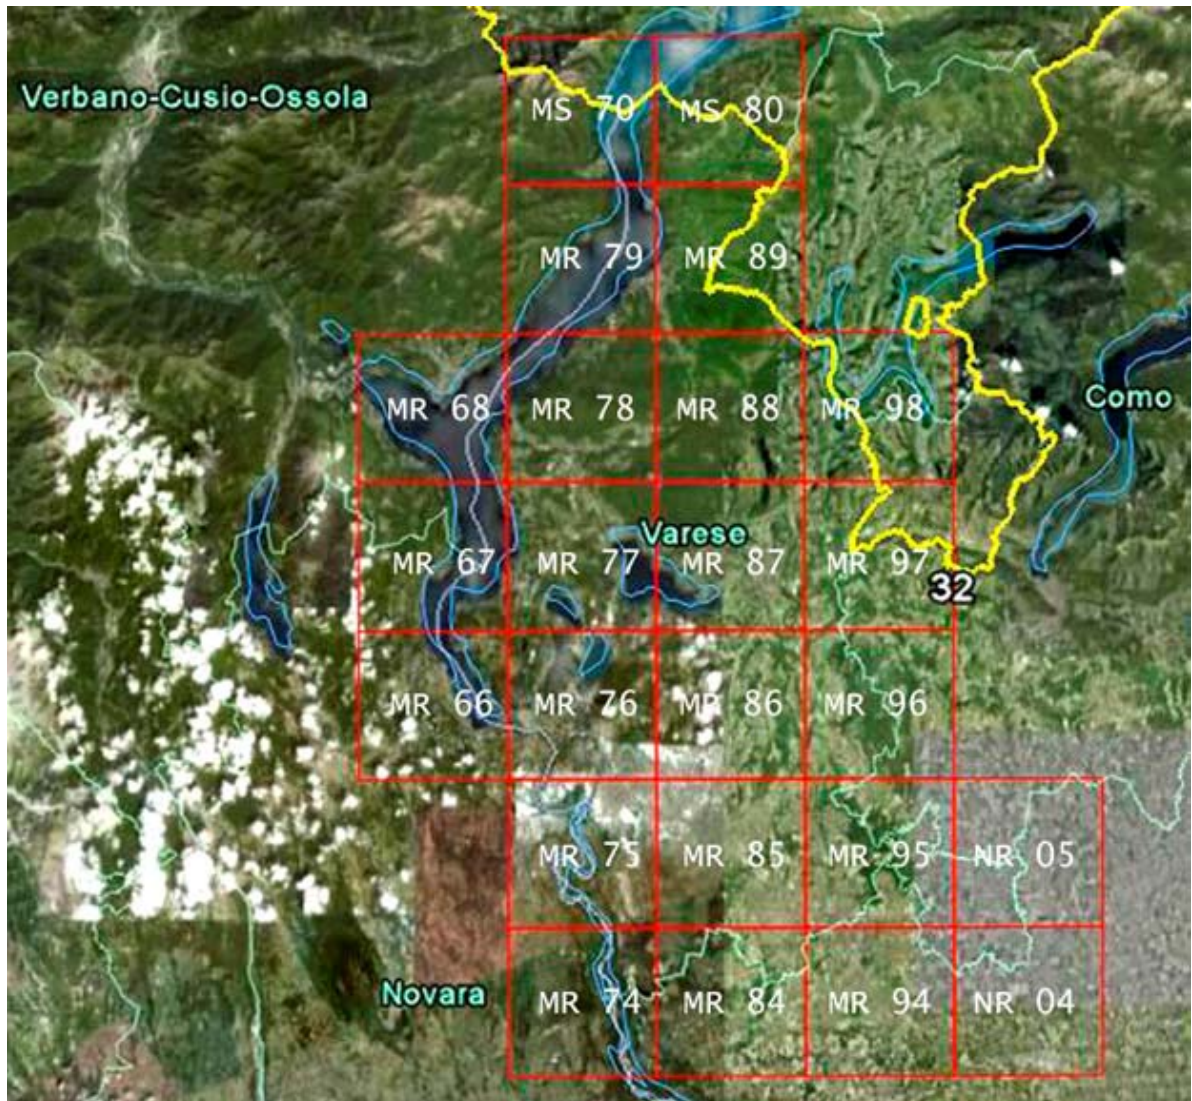 Verbano-Cusio-Ossola
MS 70 MS 80
MR 79 MR 89
MR 68 MR 78 MR 88 MR 98
Como
Varese
MR 67 MR 77 MR 87 MR 97
32
MR 66 MR 76 MR 86 MR 96
MR 75 MR 85 MR 95 NR 05
Novara
MR 74 MR 84 MR 94 NR 04